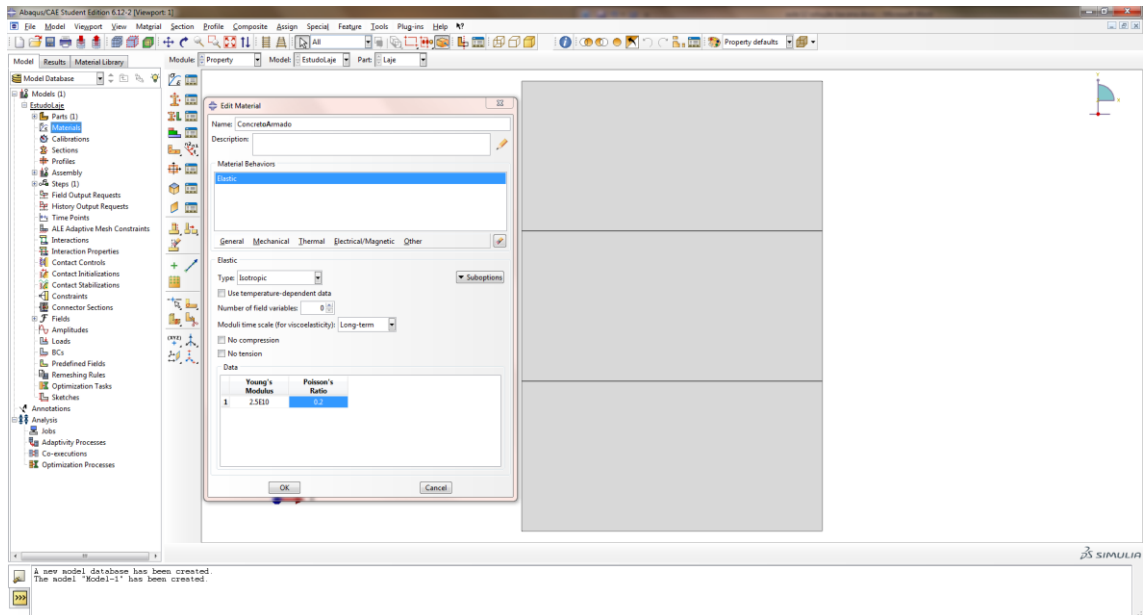 Abaqus/CAE Student Edition 6.12-2 [Viewport: 1]
File Model Viewport View Material Section Profile Composite Assign Special Feature Tools Plug-ins Help
All
Property defaults
Model Results Material Library
Module: Property Model: EstudoLaje Part: Laje
Model Database
Models (1)
EstudoLaje
Parts (1)
Materials
Calibrations
Sections
Profiles
Assembly
Steps (1)
Field Output Requests
History Output Requests
Time Points
ALE Adaptive Mesh Constraints
Interactions
Interaction Properties
Contact Controls
Contact Initializations
Contact Stabilizations
Constraints
Connector Sections
Fields
Amplitudes
Loads
BCs
Predefined Fields
Remeshing Rules
Optimization Tasks
Sketches
Annotations
Analysis
Jobs
Adaptivity Processes
Co-executions
Optimization Processes
Edit Material
Name: ConcretoArmado
Description:
Material Behaviors
Elastic
General Mechanical Thermal Electrical/Magnetic Other
Elastic
Type: Isotropic
Suboptions
Use temperature-dependent data
Number of field variables: 0
Moduli time scale (for viscoelasticity): Long-term
No compression
No tension
Data
Young's Modulus Poisson's Ratio
1 2.5E10 0.2
OK Cancel
SIMULIA
A new model database has been created.
The model "Model-1" has been created.
>>>